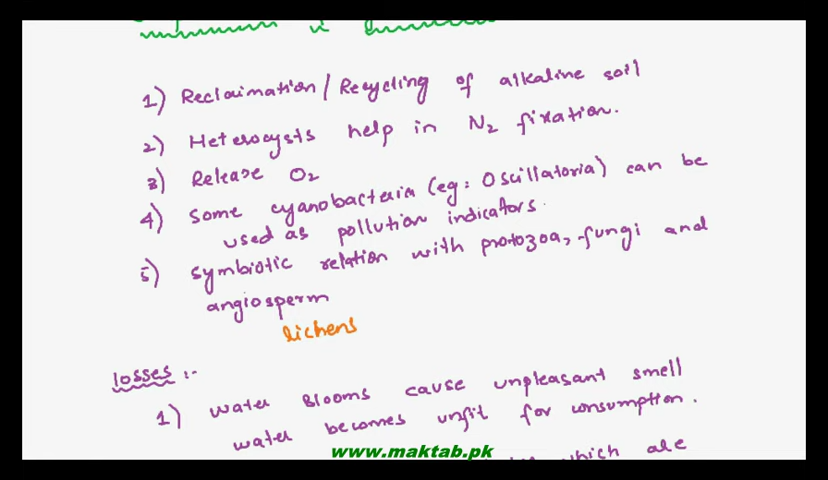 1) Reclaimation / Recycling of alkaline soil
2) Heterocysts help in N₂ fixation.
3) Release O₂
4) Some cyanobacteria (eg: Oscillatoria) can be
used as pollution indicators.
5) Symbiotic relation with protozoa, fungi and
angiosperm
lichens
losses :-
1) Water Blooms cause unpleasant smell
water becomes unfit for consumption.
which are
www.maktab.pk